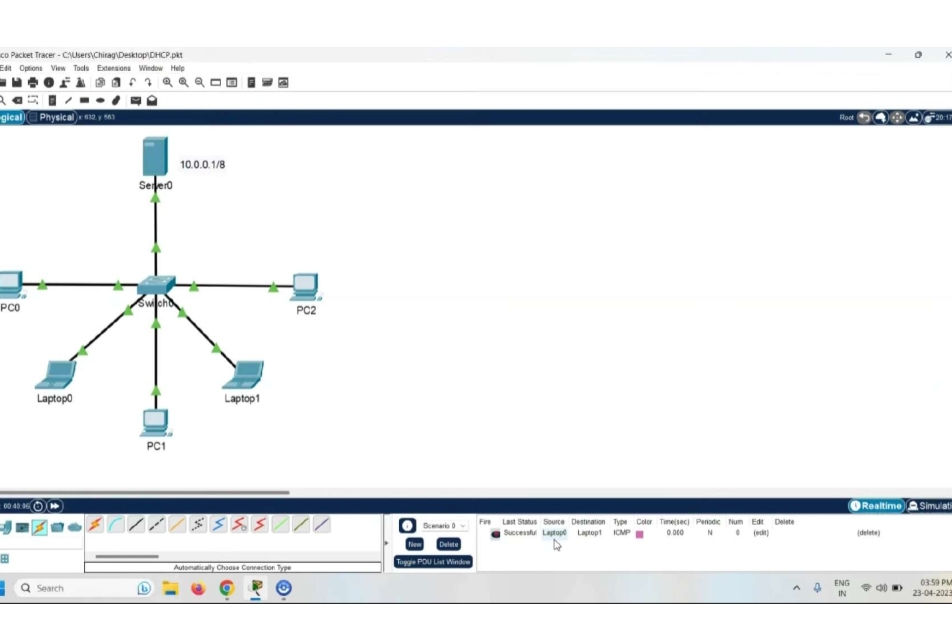 co Packet Tracer - C:\Users\Chirag\Desktop\DHCP.pkt
Edit Options View Tools Extensions Window Help
gical Physical x: 632, y: 563 Root 20:17
10.0.0.1/8
Server0
PC0
Switch0
PC2
Laptop0
Laptop1
PC1
: 00:40:36 Realtime Simulati
Scenario 0 Fire Last Status Source Destination Type Color Time(sec) Periodic Num Edit Delete
Successful Laptop0 Laptop1 ICMP 0.000 N 0 (edit) (delete)
New Delete
Toggle PDU List Window
Automatically Choose Connection Type
Search
ENG
IN
03:59 PM
23-04-2023